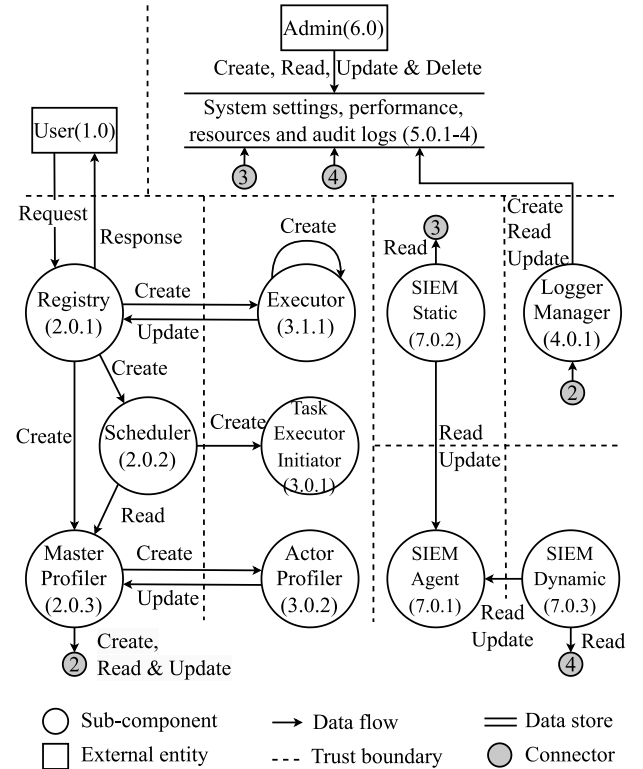 Admin(6.0)
Create, Read, Update & Delete
System settings, performance,
resources and audit logs (5.0.1-4)
User(1.0)
3
4
Request
Response
Create
Read
Update
Create
Read
3
Registry
(2.0.1)
Create
Update
Executor
(3.1.1)
SIEM
Static
(7.0.2)
Logger
Manager
(4.0.1)
2
Create
Create
Scheduler
(2.0.2)
Create
Task
Executor
Initiator
(3.0.1)
Read
Update
Read
Master
Profiler
(2.0.3)
Create
Update
Actor
Profiler
(3.0.2)
SIEM
Agent
(7.0.1)
Read
Update
SIEM
Dynamic
(7.0.3)
2
Create,
Read & Update
4
Read
Sub-component
Data flow
Data store
External entity
Trust boundary
Connector